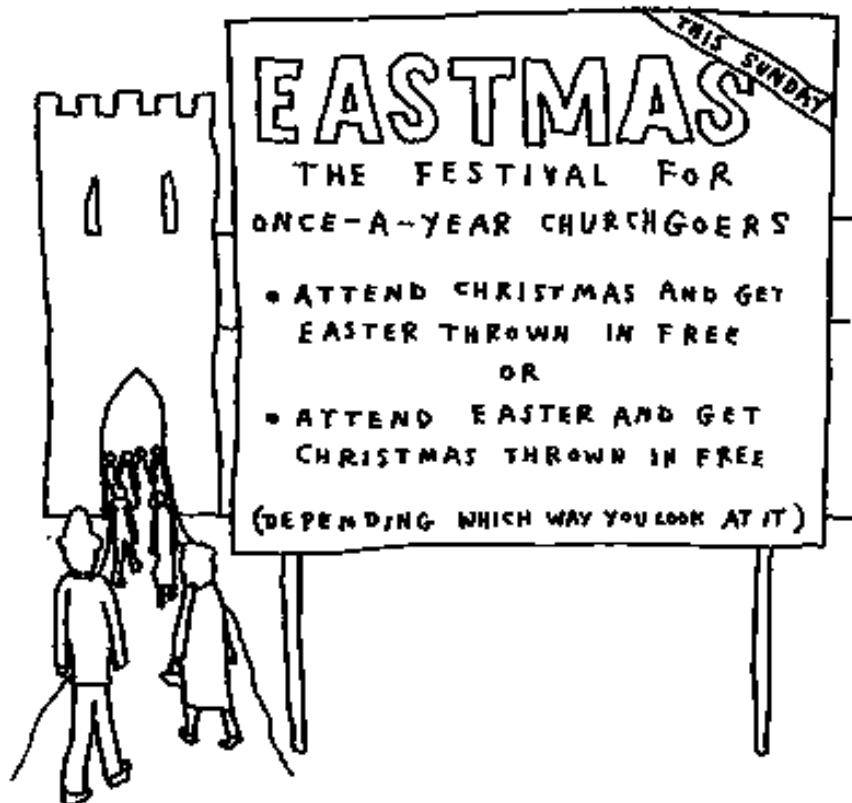 THIS SUNDAY
EASTMAS
THE FESTIVAL FOR
ONCE-A-YEAR CHURCHGOERS
• ATTEND CHRISTMAS AND GET
EASTER THROWN IN FREE
OR
• ATTEND EASTER AND GET
CHRISTMAS THROWN IN FREE
(DEPENDING WHICH WAY YOU LOOK AT IT)